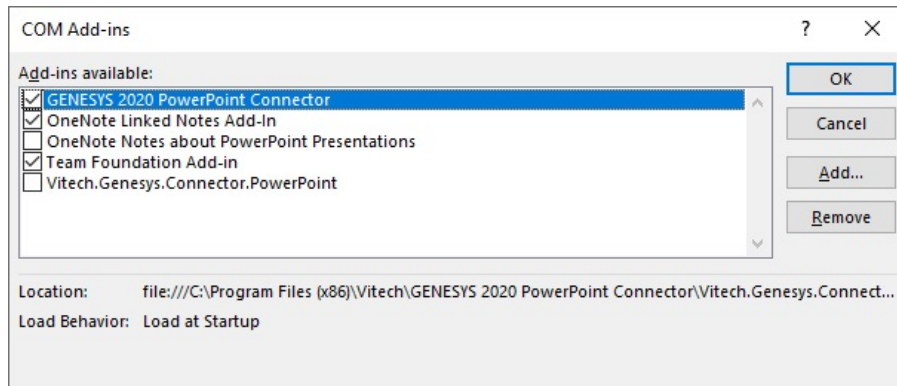 COM Add-ins
?
Add-ins available:
GENESYS 2020 PowerPoint Connector
OneNote Linked Notes Add-In
OneNote Notes about PowerPoint Presentations
Team Foundation Add-in
Vitech.Genesys.Connector.PowerPoint
OK
Cancel
Add...
Remove
Location: file:///C:\Program Files (x86)\Vitech\GENESYS 2020 PowerPoint Connector\Vitech.Genesys.Connect...
Load Behavior: Load at Startup